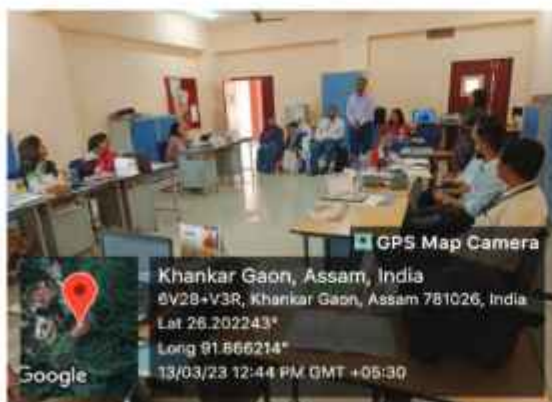 GPS Map Camera
Khankar Gaon, Assam, India
6V28+V3R, Khankar Gaon, Assam 781026, India
Lat 26.202243°
Long 91.866214°
13/03/23 12:44 PM GMT +05:30
Google